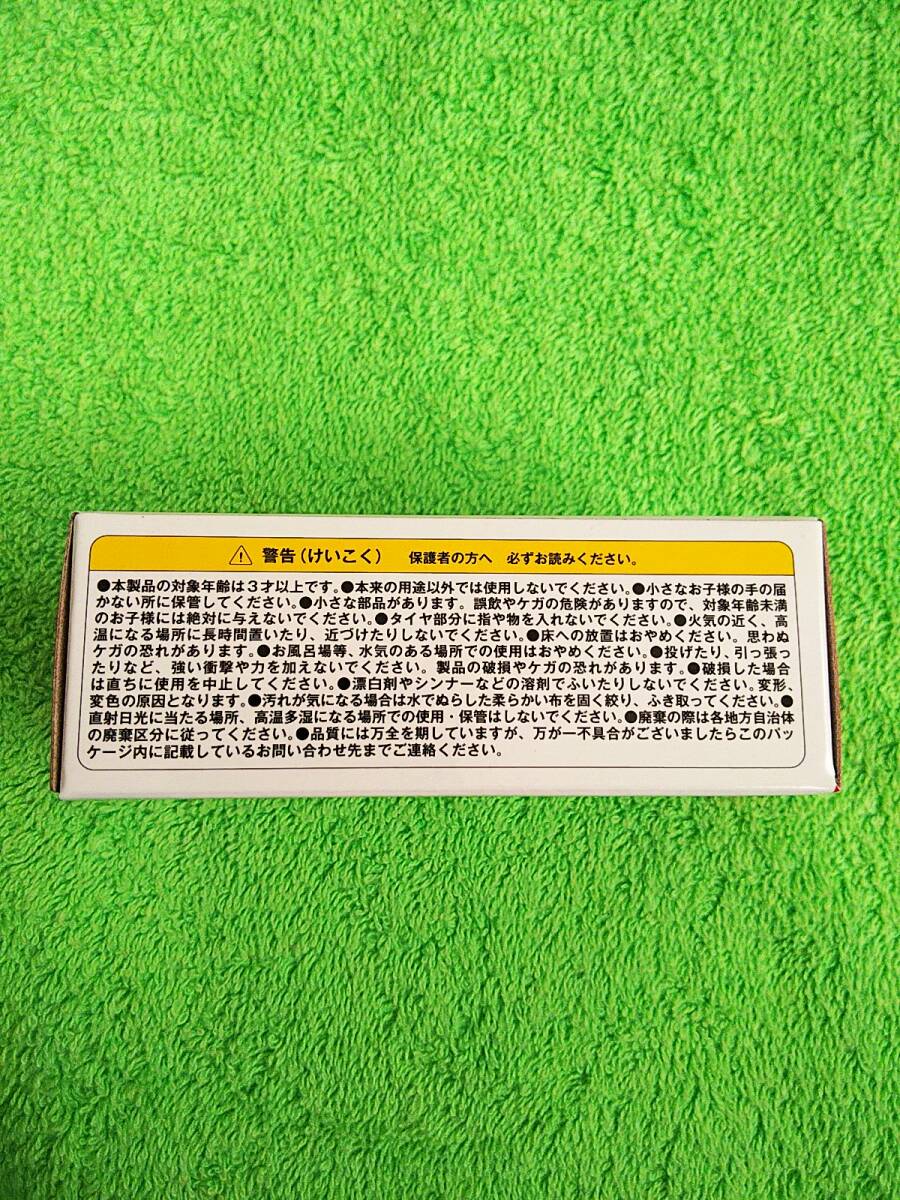 ⚠ 警告(けいこく) 保護者の方へ 必ずお読みください。
●本製品の対象年齢は3才以上です。●本来の用途以外では使用しないでください。●小さなお子様の手の届
かない所に保管してください。●小さな部品があります。誤飲やケガの危険がありますので、対象年齢未満
のお子様には絶対に与えないでください。●タイヤ部分に指や物を入れないでください。●火気の近く、高
温になる場所に長時間置いたり、近づけたりしないでください。●床への放置はおやめください。思わぬ
ケガの恐れがあります。●お風呂場等、水気のある場所での使用はおやめください。●投げたり、引っ張っ
たりなど、強い衝撃や力を加えないでください。製品の破損やケガの恐れがあります。●破損した場合
は直ちに使用を中止してください。●漂白剤やシンナーなどの溶剤でふいたりしないでください。変形、
変色の原因となります。●汚れが気になる場合は水でぬらした柔らかい布を固く絞り、ふき取ってください。●
直射日光に当たる場所、高温多湿になる場所での使用・保管はしないでください。●廃棄の際は各地方自治体
の廃棄区分に従ってください。●品質には万全を期していますが、万が一不具合がございましたらこのパッ
ケージ内に記載しているお問い合わせ先までご連絡ください。